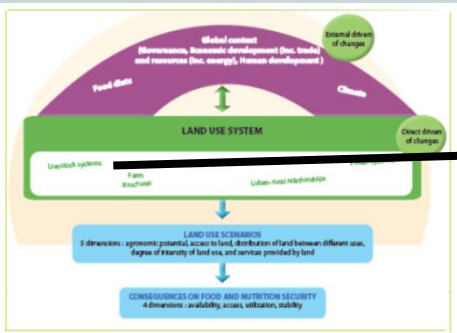 External drivers
of changes
Global context
(Governance, Economic development (inc. trade)
and resources (inc. energy), Human development)
Food diets
Climate
Direct drivers
of changes
LAND USE SYSTEM
Livestock systems
Farm
structural
Urban-rural relationships
LAND USE SCENARIOS
5 dimensions : agronomic potential, access to land, distribution of land between different uses,
degree of intensity of land use, and services provided by land
CONSEQUENCES ON FOOD AND NUTRITION SECURITY
4 dimensions : availability, access, utilization, stability